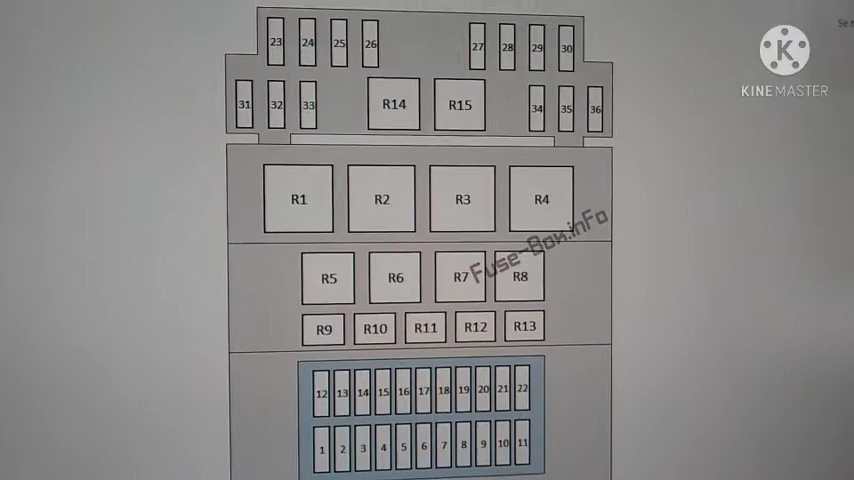 Se
K
KINEMASTER
23 24 25 26 27 28 29 30
31 32 33 R14 R15 34 35 36
R1 R2 R3 R4
Fuse-Box.inFo
R5 R6 R7 R8
R9 R10 R11 R12 R13
12 13 14 15 16 17 18 19 20 21 22
1 2 3 4 5 6 7 8 9 10 11